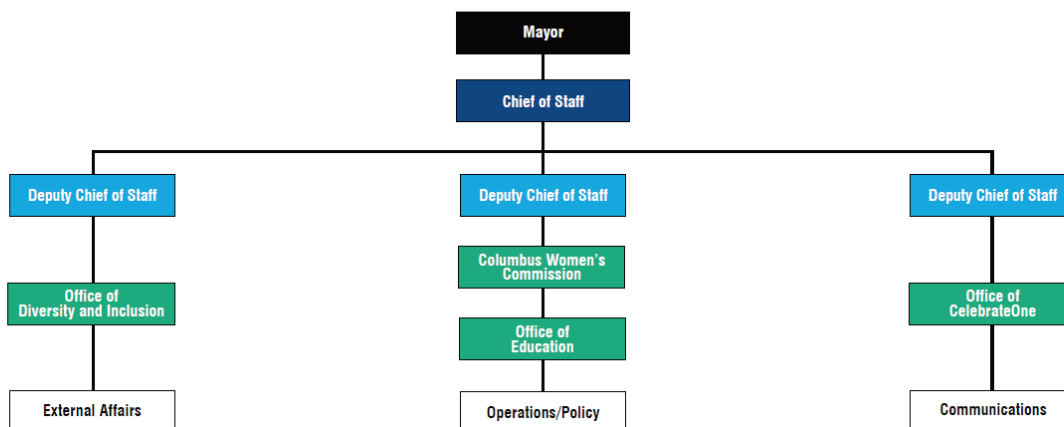 Mayor
Chief of Staff
Deputy Chief of Staff
Deputy Chief of Staff
Deputy Chief of Staff
Columbus Women's
Commission
Office of
Diversity and Inclusion
Office of
CelebrateOne
Office of
Education
External Affairs
Operations/Policy
Communications